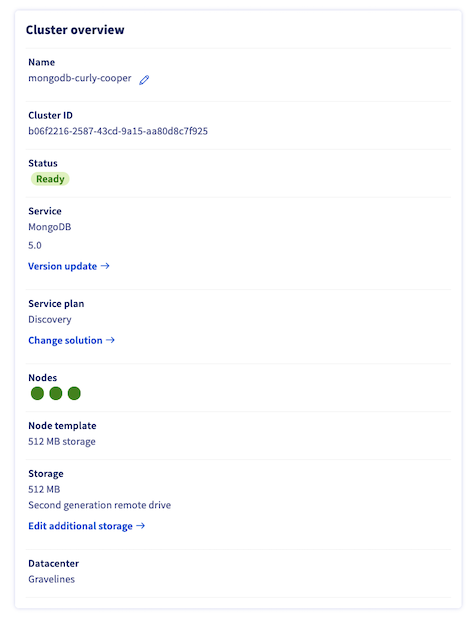 Cluster overview
Name
mongodb-curly-cooper
Cluster ID
b06f2216-2587-43cd-9a15-aa80d8c7f925
Status
Ready
Service
MongoDB
5.0
Version update →
Service plan
Discovery
Change solution →
Nodes
Node template
512 MB storage
Storage
512 MB
Second generation remote drive
Edit additional storage →
Datacenter
Gravelines